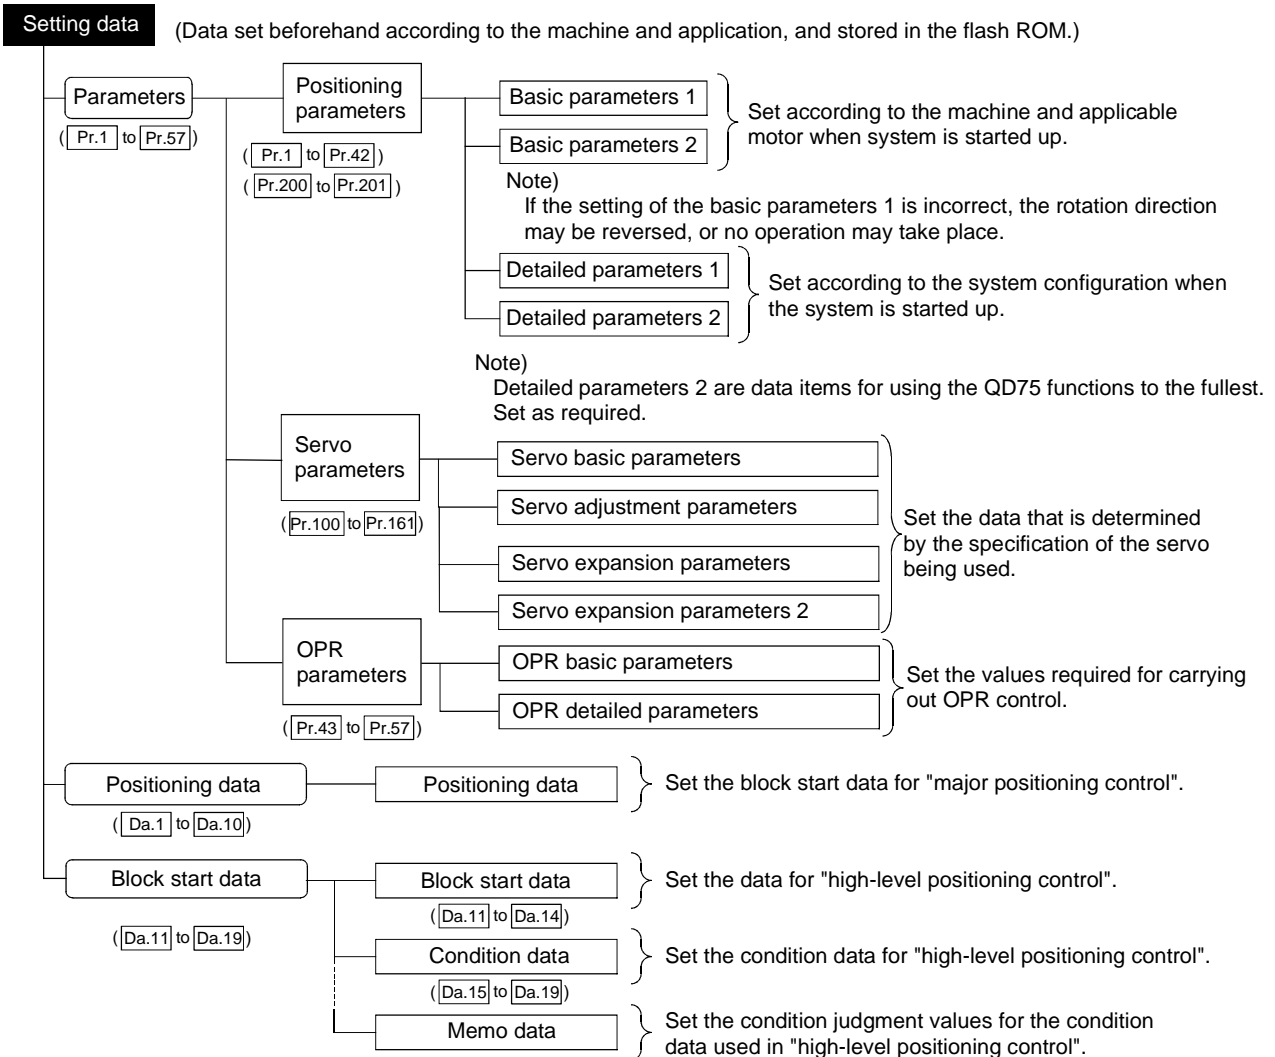 Setting data
(Data set beforehand according to the machine and application, and stored in the flash ROM.)
Parameters
( Pr.1 to Pr.57 )
Positioning
parameters
( Pr.1 to Pr.42 )
( Pr.200 to Pr.201 )
Basic parameters 1
Basic parameters 2
Set according to the machine and applicable
motor when system is started up.
Note)
If the setting of the basic parameters 1 is incorrect, the rotation direction
may be reversed, or no operation may take place.
Detailed parameters 1
Detailed parameters 2
Set according to the system configuration when
the system is started up.
Note)
Detailed parameters 2 are data items for using the QD75 functions to the fullest.
Set as required.
Servo
parameters
( Pr.100 to Pr.161 )
Servo basic parameters
Servo adjustment parameters
Servo expansion parameters
Servo expansion parameters 2
Set the data that is determined
by the specification of the servo
being used.
OPR
parameters
( Pr.43 to Pr.57 )
OPR basic parameters
OPR detailed parameters
Set the values required for carrying
out OPR control.
Positioning data
( Da.1 to Da.10 )
Positioning data
Set the block start data for "major positioning control".
Block start data
( Da.11 to Da.19 )
Block start data
( Da.11 to Da.14 )
Set the data for "high-level positioning control".
Condition data
( Da.15 to Da.19 )
Set the condition data for "high-level positioning control".
Memo data
Set the condition judgment values for the condition
data used in "high-level positioning control".